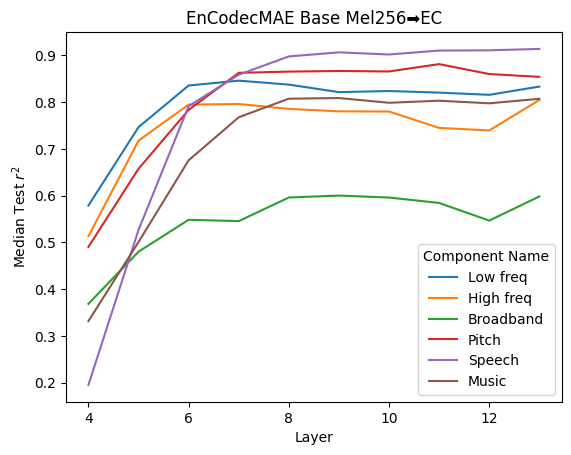 EnCodecMAE Base Mel256➡EC
Median Test r²
0.9
0.8
0.7
0.6
0.5
0.4
0.3
0.2
4
6
8
10
12
Layer
Component Name
Low freq
High freq
Broadband
Pitch
Speech
Music